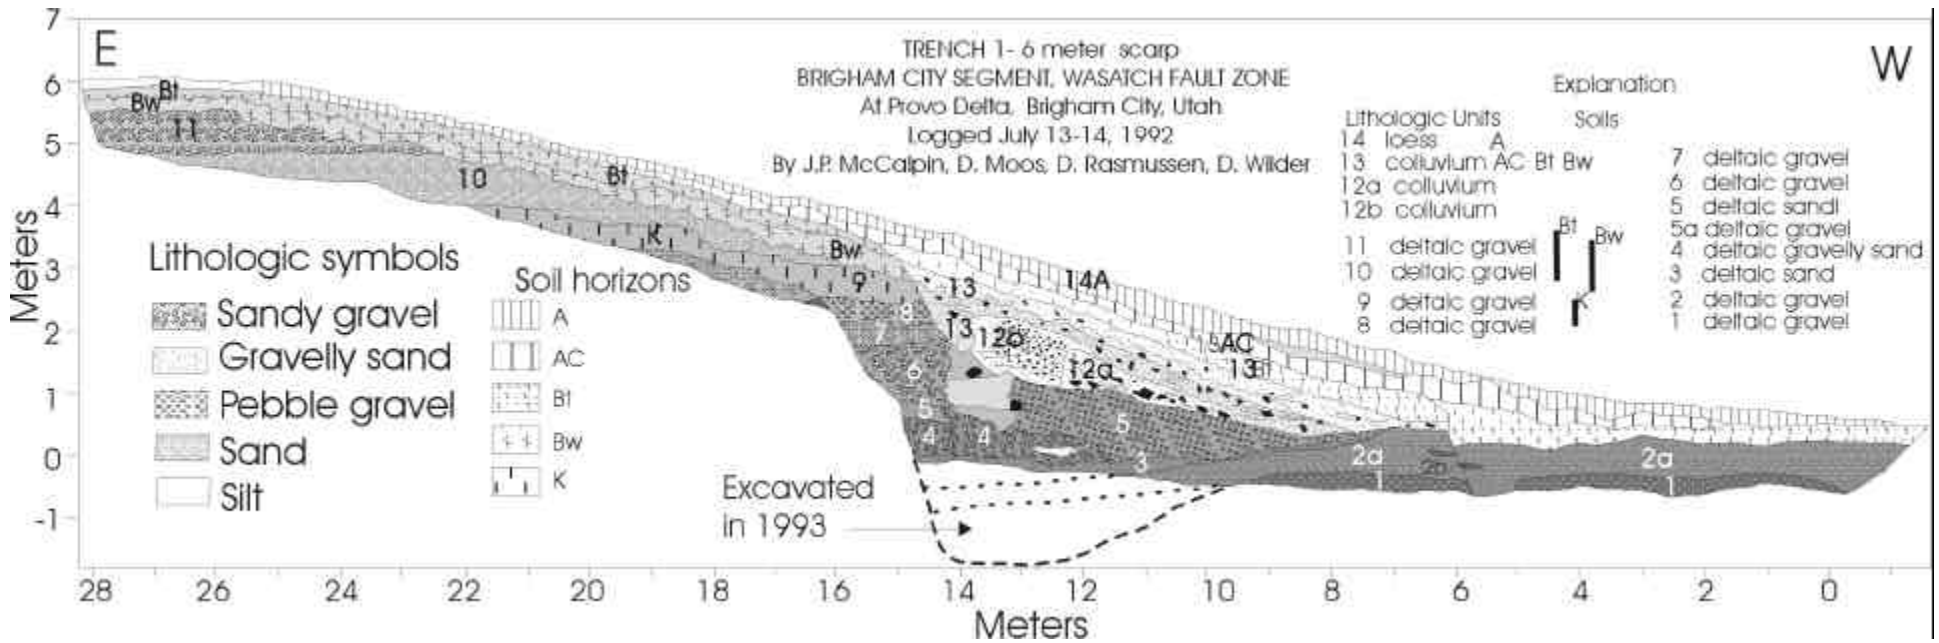 E
W
TRENCH 1- 6 meter scarp
BRIGHAM CITY SEGMENT, WASATCH FAULT ZONE
At Provo Delta, Brigham City, Utah
Logged July 13-14, 1992
By J.P. McCalpin, D. Moos, D. Rasmussen, D. Wilder
Explanation
Lithologic Units Soils
14 loess A
13 colluvium AC Bt Bw
12a colluvium
12b colluvium
11 deltaic gravel
10 deltaic gravel
9 deltaic gravel
8 deltaic gravel
Bt
Bw
K
7 deltaic gravel
6 deltaic gravel
5 deltaic sandl
5a deltaic gravel
4 deltaic gravelly sand
3 deltaic sand
2 deltaic gravel
1 deltaic gravel
Lithologic symbols
Sandy gravel
Gravelly sand
Pebble gravel
Sand
Silt
Soil horizons
A
AC
Bt
Bw
K
Bt
Bw
11
10
Bt
K
Bw
9
8
7
6
5
4
13
13
14A
12a
AC
13
Bt
4
5
3
2a
1
2a
1
Excavated
in 1993
7
6
5
4
3
2
1
0
-1
Meters
28 26 24 22 20 18 16 14 12 10 8 6 4 2 0
Meters